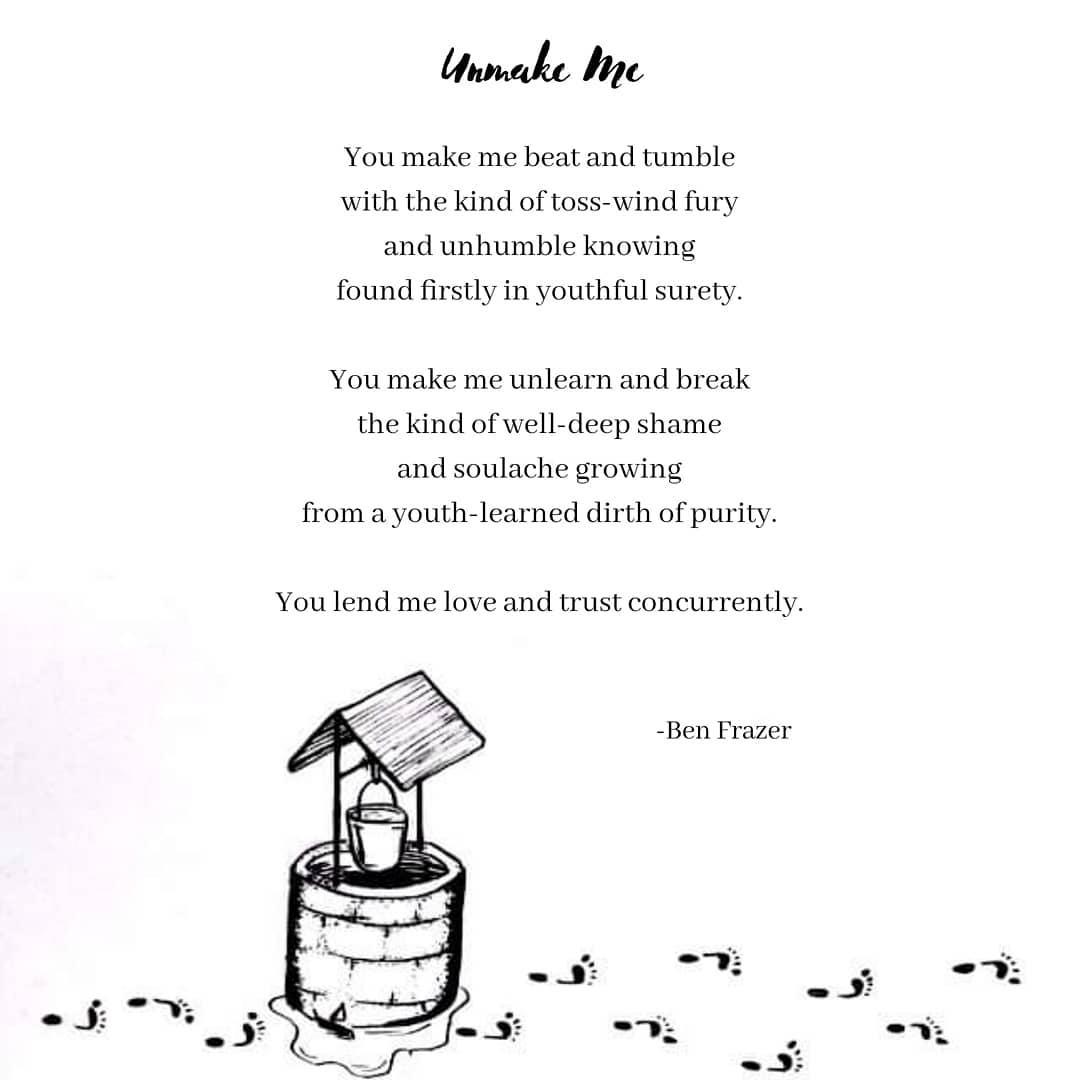 Unmake Me
You make me beat and tumble
with the kind of toss-wind fury
and unhumble knowing
found firstly in youthful surety.
You make me unlearn and break
the kind of well-deep shame
and soulache growing
from a youth-learned dirth of purity.
You lend me love and trust concurrently.
-Ben Frazer